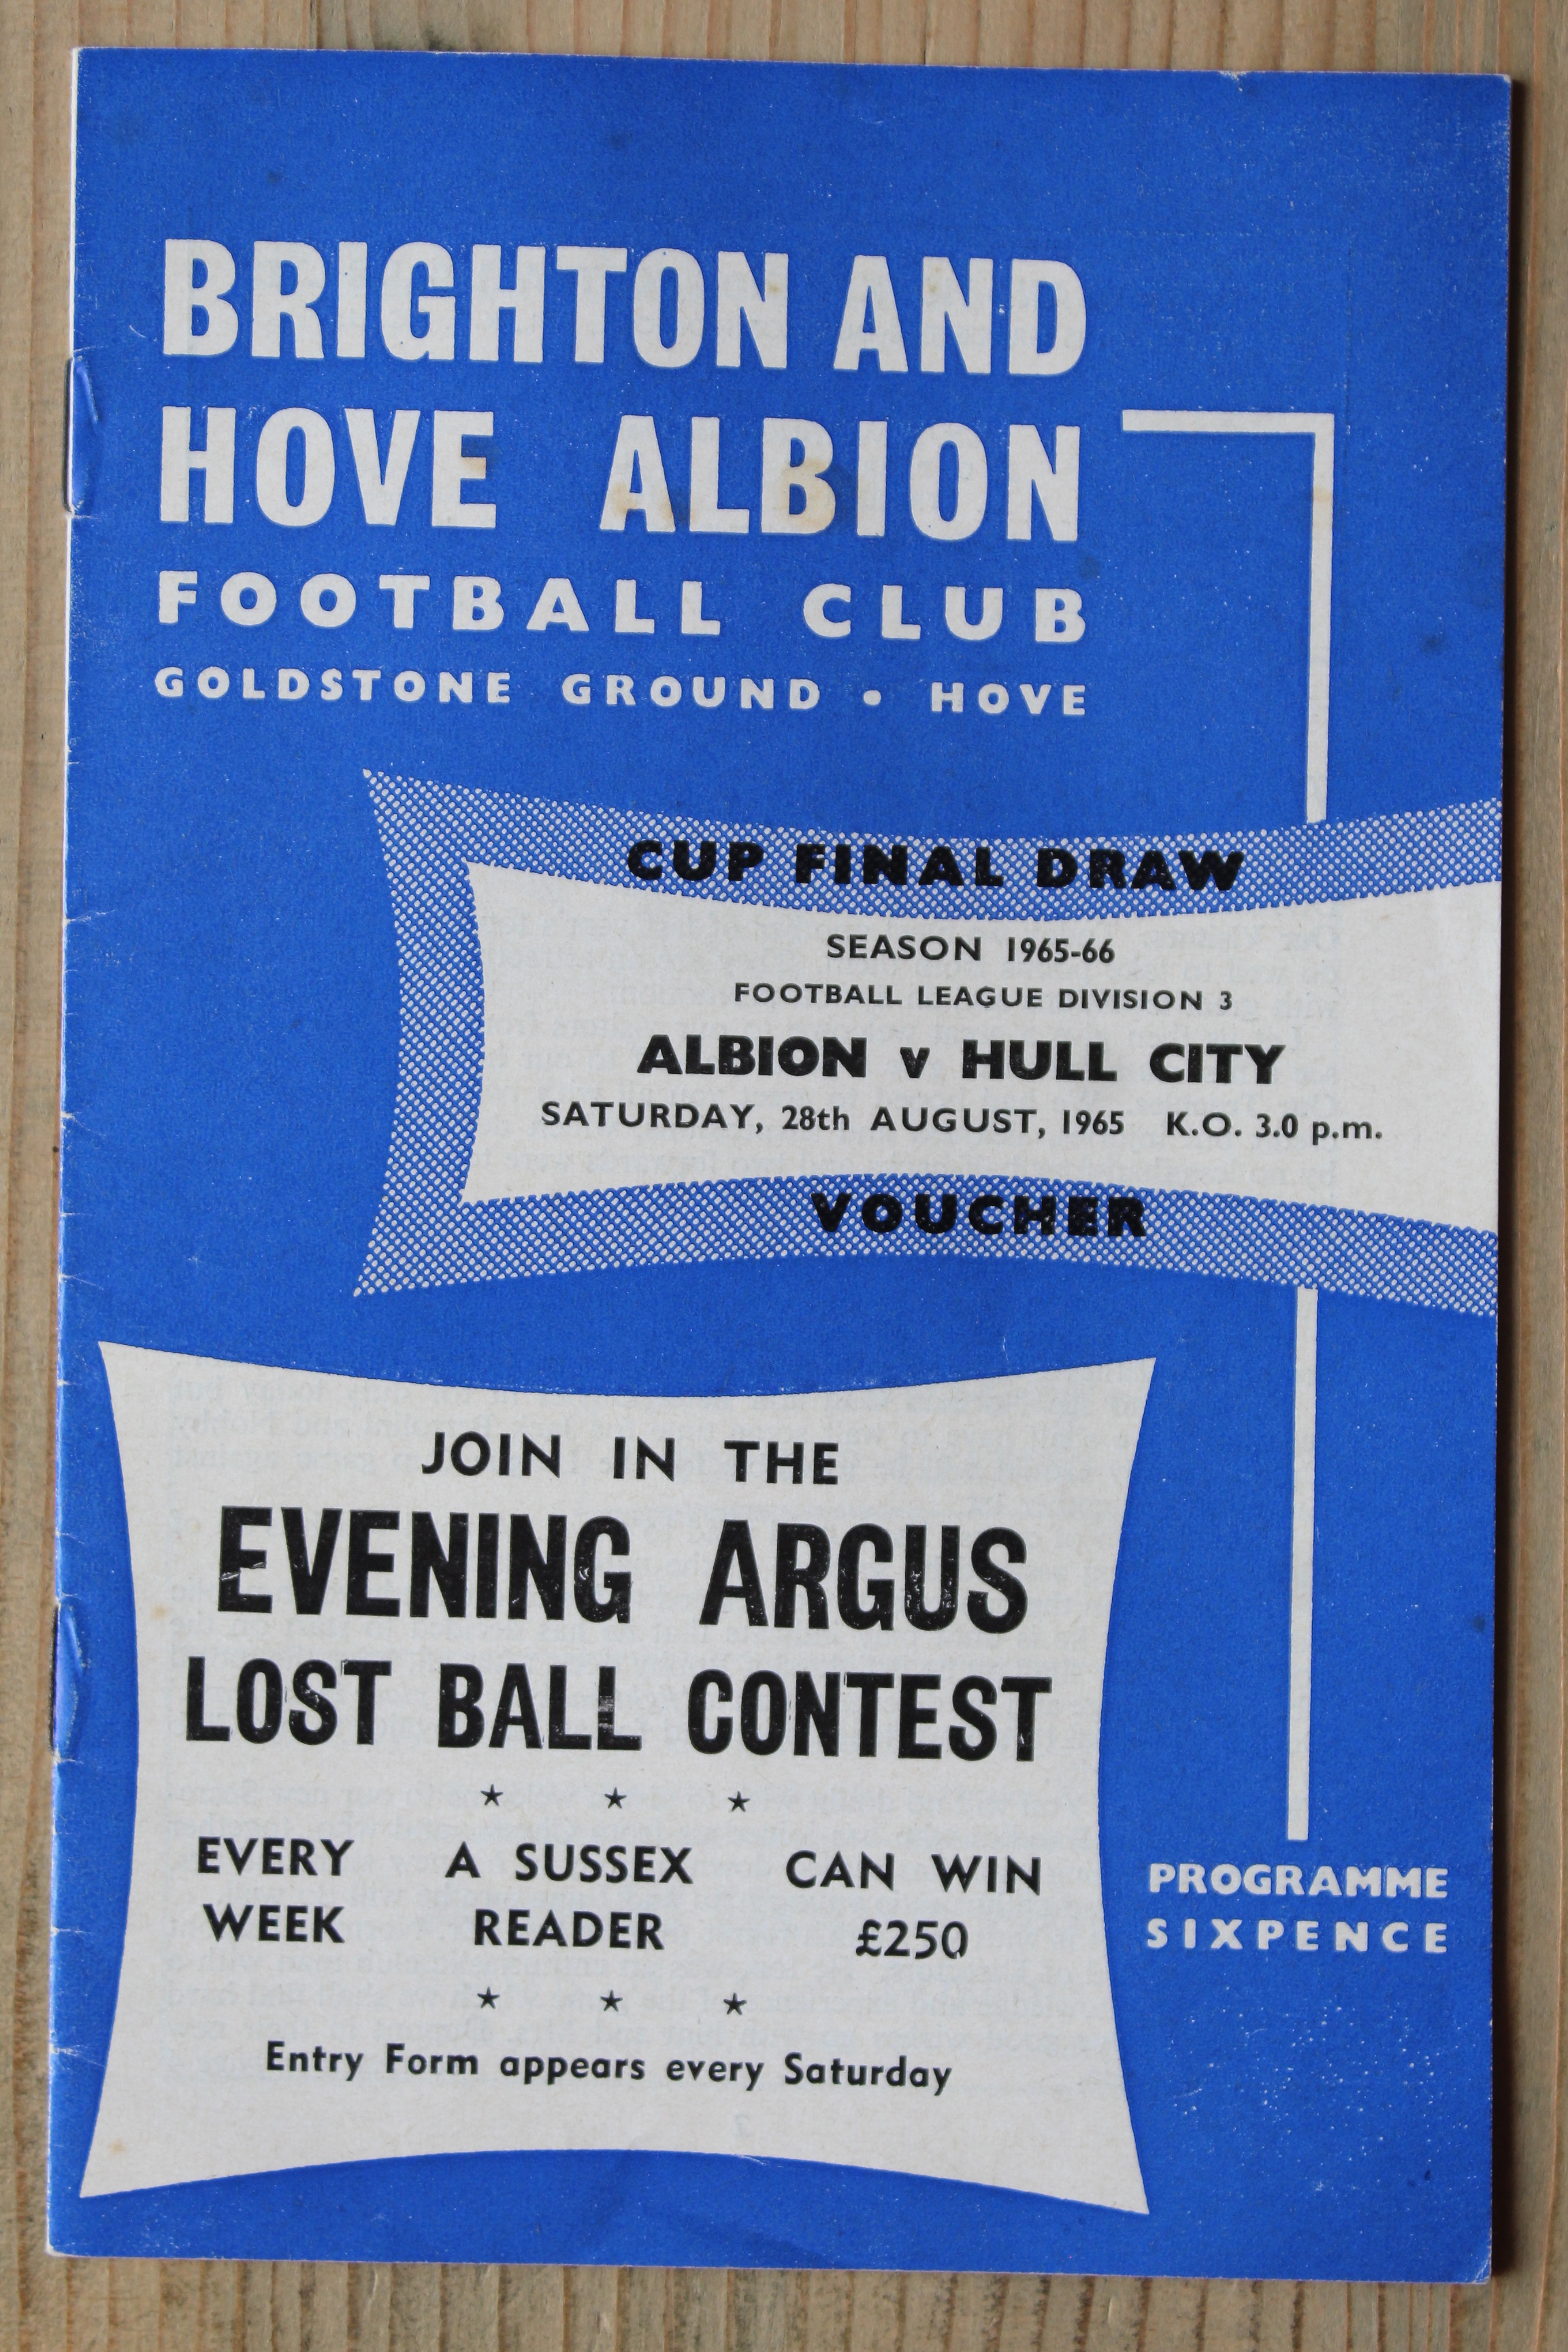 BRIGHTON AND
HOVE ALBION
FOOTBALL CLUB
GOLDSTONE GROUND • HOVE
CUP FINAL DRAW
SEASON 1965-66
FOOTBALL LEAGUE DIVISION 3
ALBION v HULL CITY
SATURDAY, 28th AUGUST, 1965 K.O. 3.0 p.m.
VOUCHER
JOIN IN THE
EVENING ARGUS
LOST BALL CONTEST
★ ★ ★
EVERY A SUSSEX CAN WIN
WEEK READER £250
★ ★ ★
Entry Form appears every Saturday
PROGRAMME
SIXPENCE